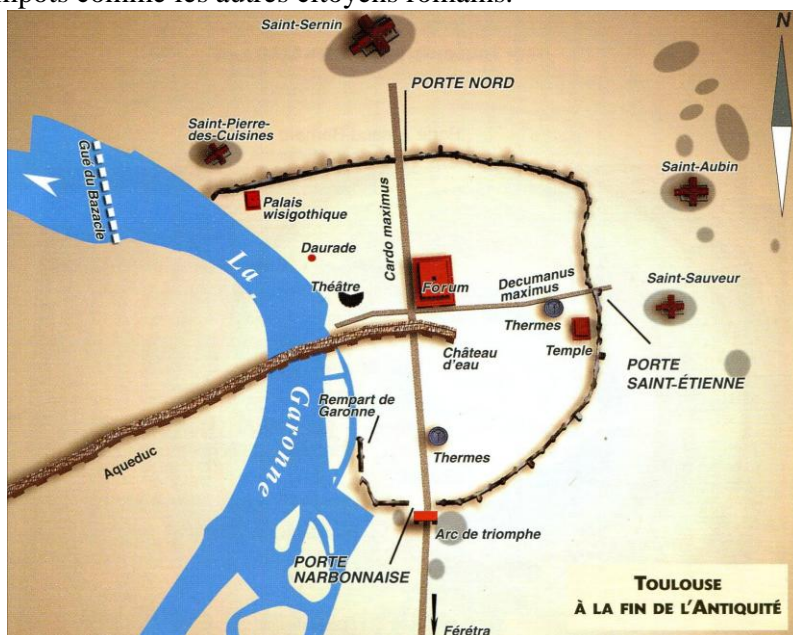 impôts comme les autres citoyens romains.
Saint-Sernin
N
PORTE NORD
Saint-Pierre-
des-Cuisines
Gué du Bazacle
Saint-Aubin
Palais
wisigothique
Cardo maximus
La
Daurade
Théâtre
Forum
Decumanus
maximus
Saint-Sauveur
Thermes
Temple
Château
d'eau
PORTE
SAINT-ÉTIENNE
Rempart de
Garonne
Garonne
Aqueduc
Thermes
Arc de triomphe
PORTE
NARBONNAISE
TOULOUSE
À LA FIN DE L'ANTIQUITÉ
Férétra